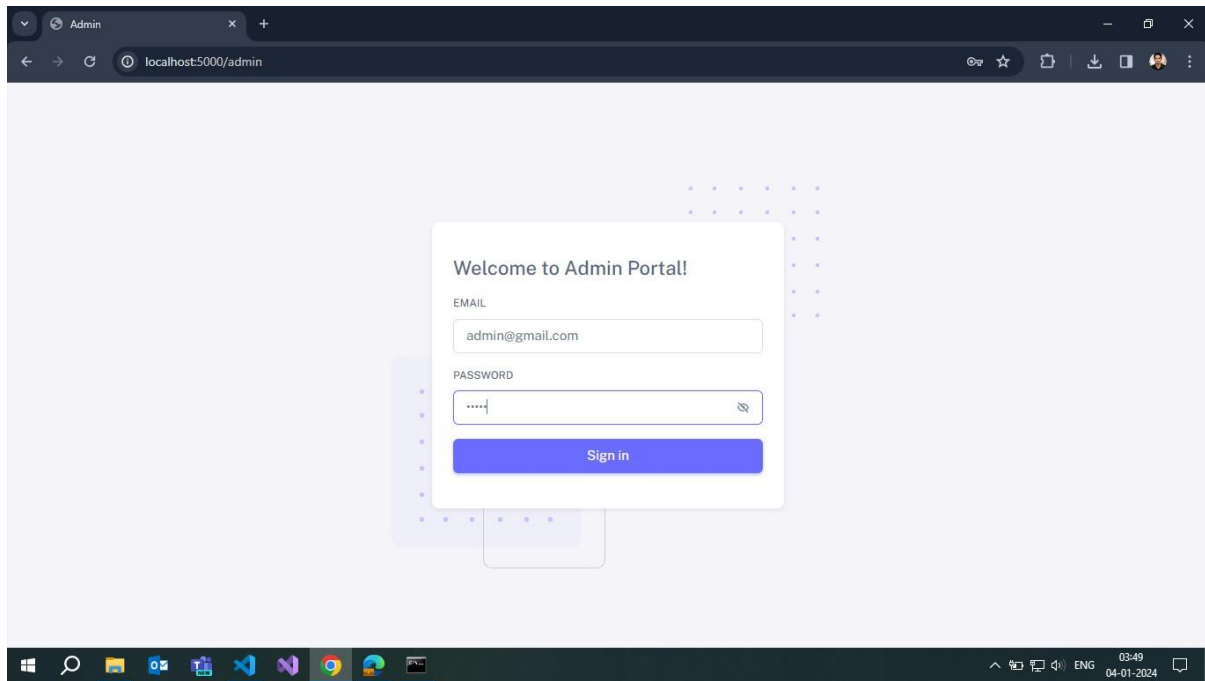 Admin
localhost:5000/admin
Welcome to Admin Portal!
EMAIL
admin@gmail.com
PASSWORD
•••••
Sign in
ENG
03:49
04-01-2024